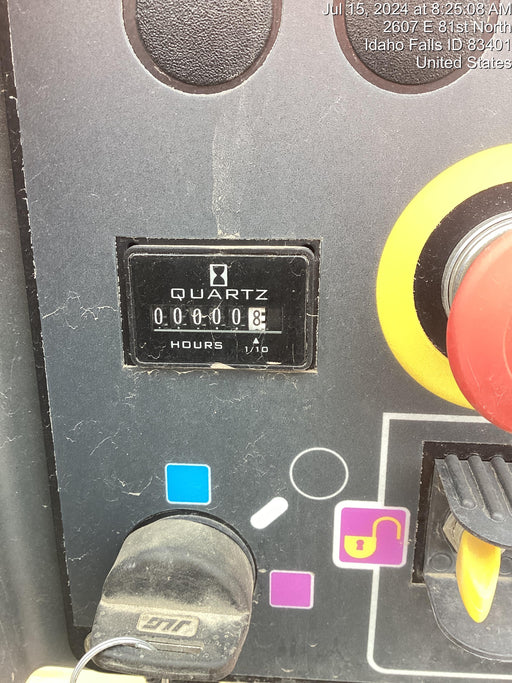 Jul 15, 2024 at 8:25:08 AM
2607 E 81st North
Idaho Falls ID 83401
United States
QUARTZ
000008
HOURS 1/10
JLG